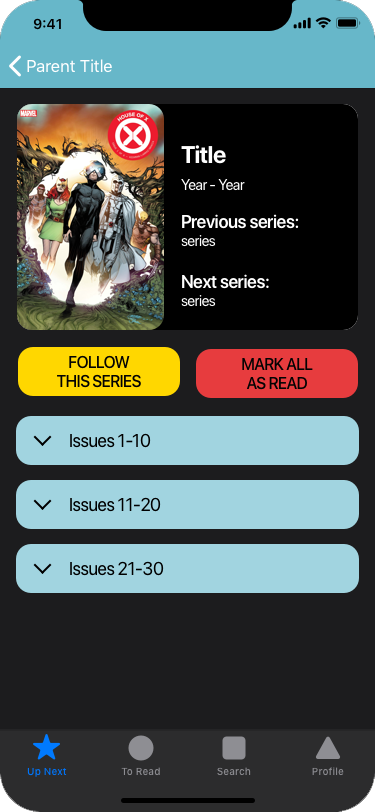 9:41
Parent Title
MARVEL
HOUSE OF X
Title
Year - Year
Previous series:
series
Next series:
series
FOLLOW
THIS SERIES
MARK ALL
AS READ
Issues 1-10
Issues 11-20
Issues 21-30
Up Next
To Read
Search
Profile